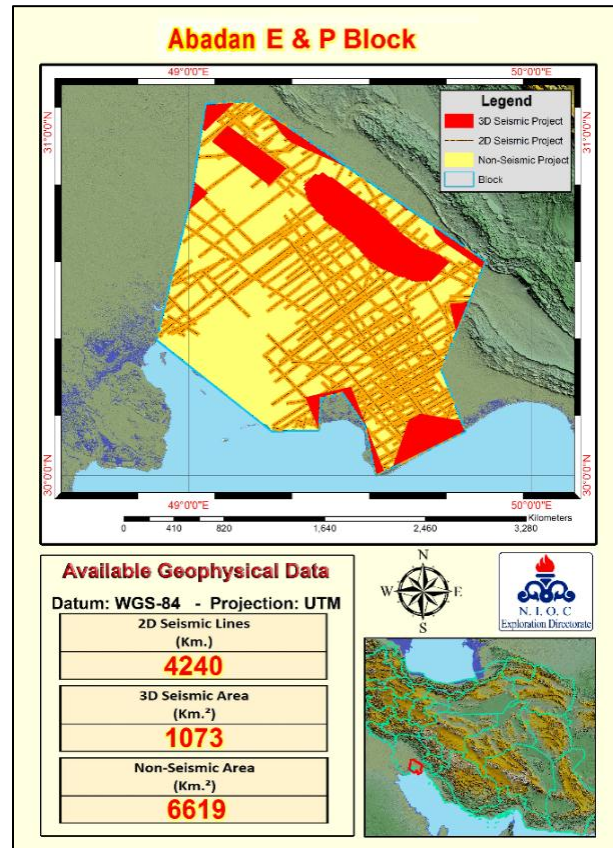 Abadan E & P Block
49°0'0"E
50°0'0"E
31°0'0"N
31°0'0"N
Legend
3D Seismic Project
2D Seismic Project
Non-Seismic Project
Block
30°0'0"N
30°0'0"N
49°0'0"E
50°0'0"E
Kilometers
0 410 820 1,640 2,460 3,280
Available Geophysical Data
Datum: WGS-84 - Projection: UTM
2D Seismic Lines
(Km.)
4240
3D Seismic Area
(Km.²)
1073
Non-Seismic Area
(Km.²)
6619
N
W E
S
N. I. O. C
Exploration Directorate